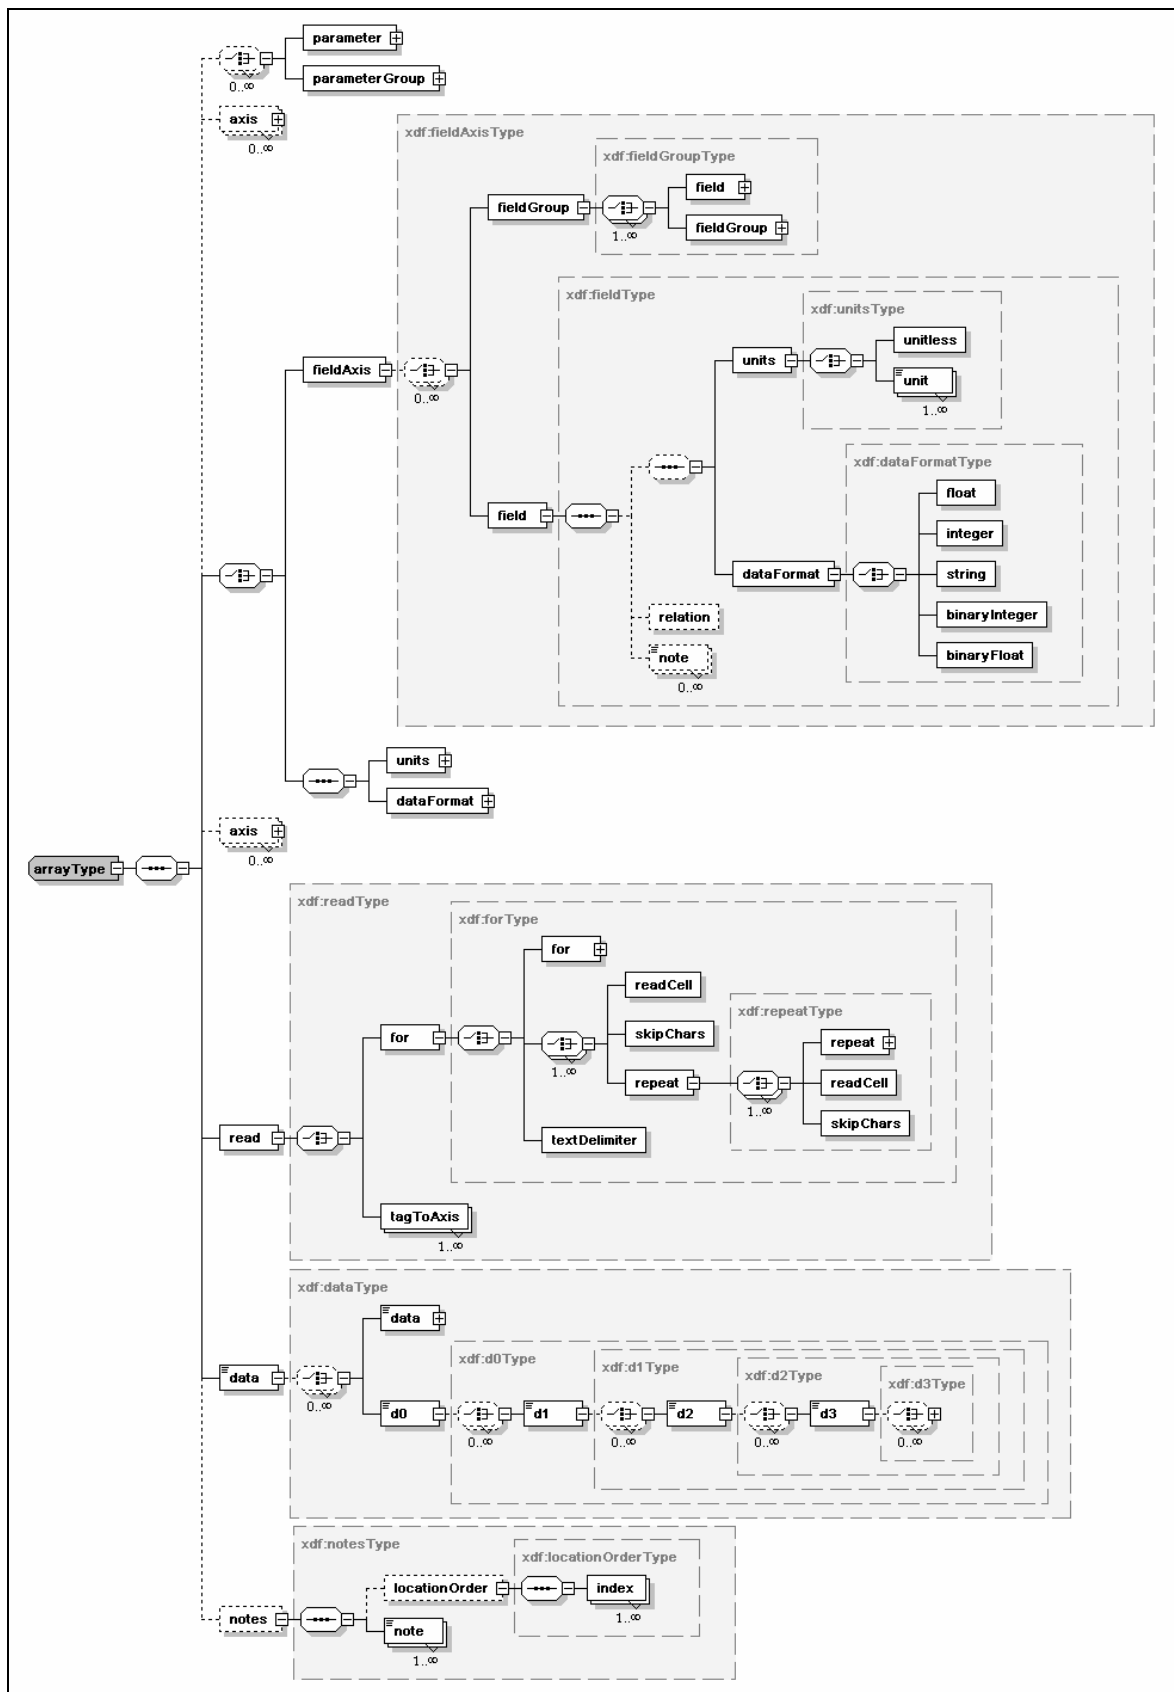 parameter
0..∞
parameterGroup
axis
0..∞
xdf:fieldAxisType
xdf:fieldGroupType
field
fieldGroup
1..∞
fieldGroup
xdf:fieldType
xdf:unitsType
unitless
units
unit
1..∞
fieldAxis
0..∞
xdf:dataFormatType
float
field
integer
dataFormat
string
relation
binaryInteger
note
0..∞
binaryFloat
units
dataFormat
axis
0..∞
arrayType
xdf:readType
xdf:forType
for
readCell
xdf:repeatType
for
skipChars
repeat
1..∞
repeat
readCell
1..∞
skipChars
read
textDelimiter
tagToAxis
1..∞
xdf:dataType
data
xdf:d0Type
xdf:d1Type
xdf:d2Type
xdf:d3Type
data
0..∞
d0
0..∞
d1
0..∞
d2
0..∞
d3
0..∞
xdf:notesType
xdf:locationOrderType
locationOrder
index
1..∞
notes
note
1..∞